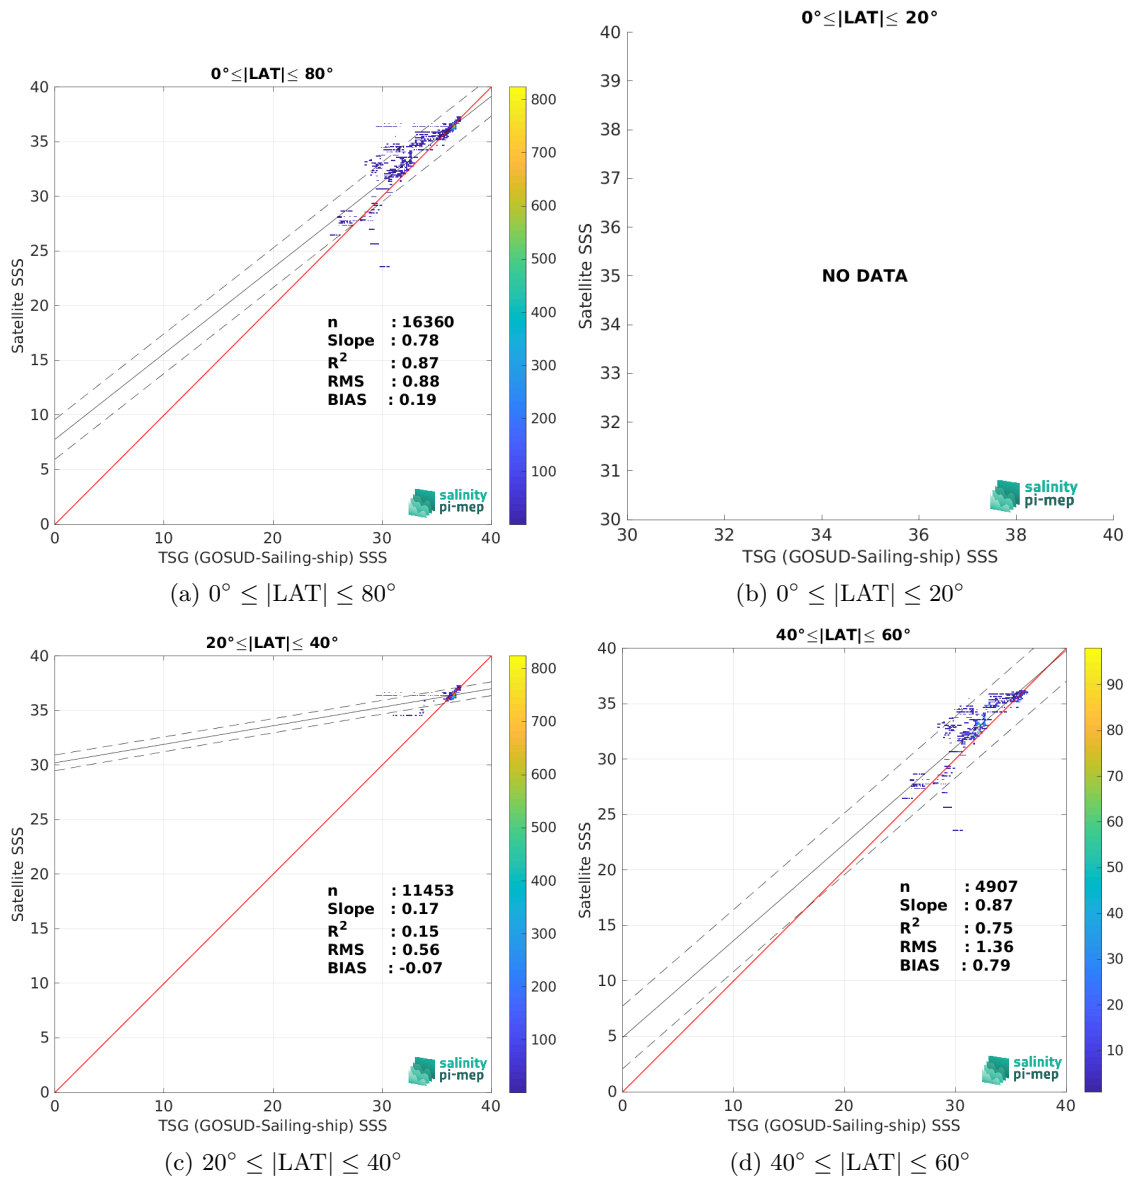 0°≤|LAT|≤ 80°
40
35
30
25
20
15
10
5
0
Satellite SSS
n : 16360
Slope : 0.78
R2 : 0.87
RMS : 0.88
BIAS : 0.19
salinity
pi-mep
0 10 20 30 40
TSG (GOSUD-Sailing-ship) SSS
800
700
600
500
400
300
200
100
(a) 0° ≤ |LAT| ≤ 80°
0°≤|LAT|≤ 20°
40
39
38
37
36
35
34
33
32
31
30
Satellite SSS
NO DATA
salinity
pi-mep
30 32 34 36 38 40
TSG (GOSUD-Sailing-ship) SSS
(b) 0° ≤ |LAT| ≤ 20°
20°≤|LAT|≤ 40°
40
35
30
25
20
15
10
5
0
Satellite SSS
n : 11453
Slope : 0.17
R2 : 0.15
RMS : 0.56
BIAS : -0.07
salinity
pi-mep
0 10 20 30 40
TSG (GOSUD-Sailing-ship) SSS
800
700
600
500
400
300
200
100
(c) 20° ≤ |LAT| ≤ 40°
40°≤|LAT|≤ 60°
40
35
30
25
20
15
10
5
0
Satellite SSS
n : 4907
Slope : 0.87
R2 : 0.75
RMS : 1.36
BIAS : 0.79
salinity
pi-mep
0 10 20 30 40
TSG (GOSUD-Sailing-ship) SSS
90
80
70
60
50
40
30
20
10
(d) 40° ≤ |LAT| ≤ 60°